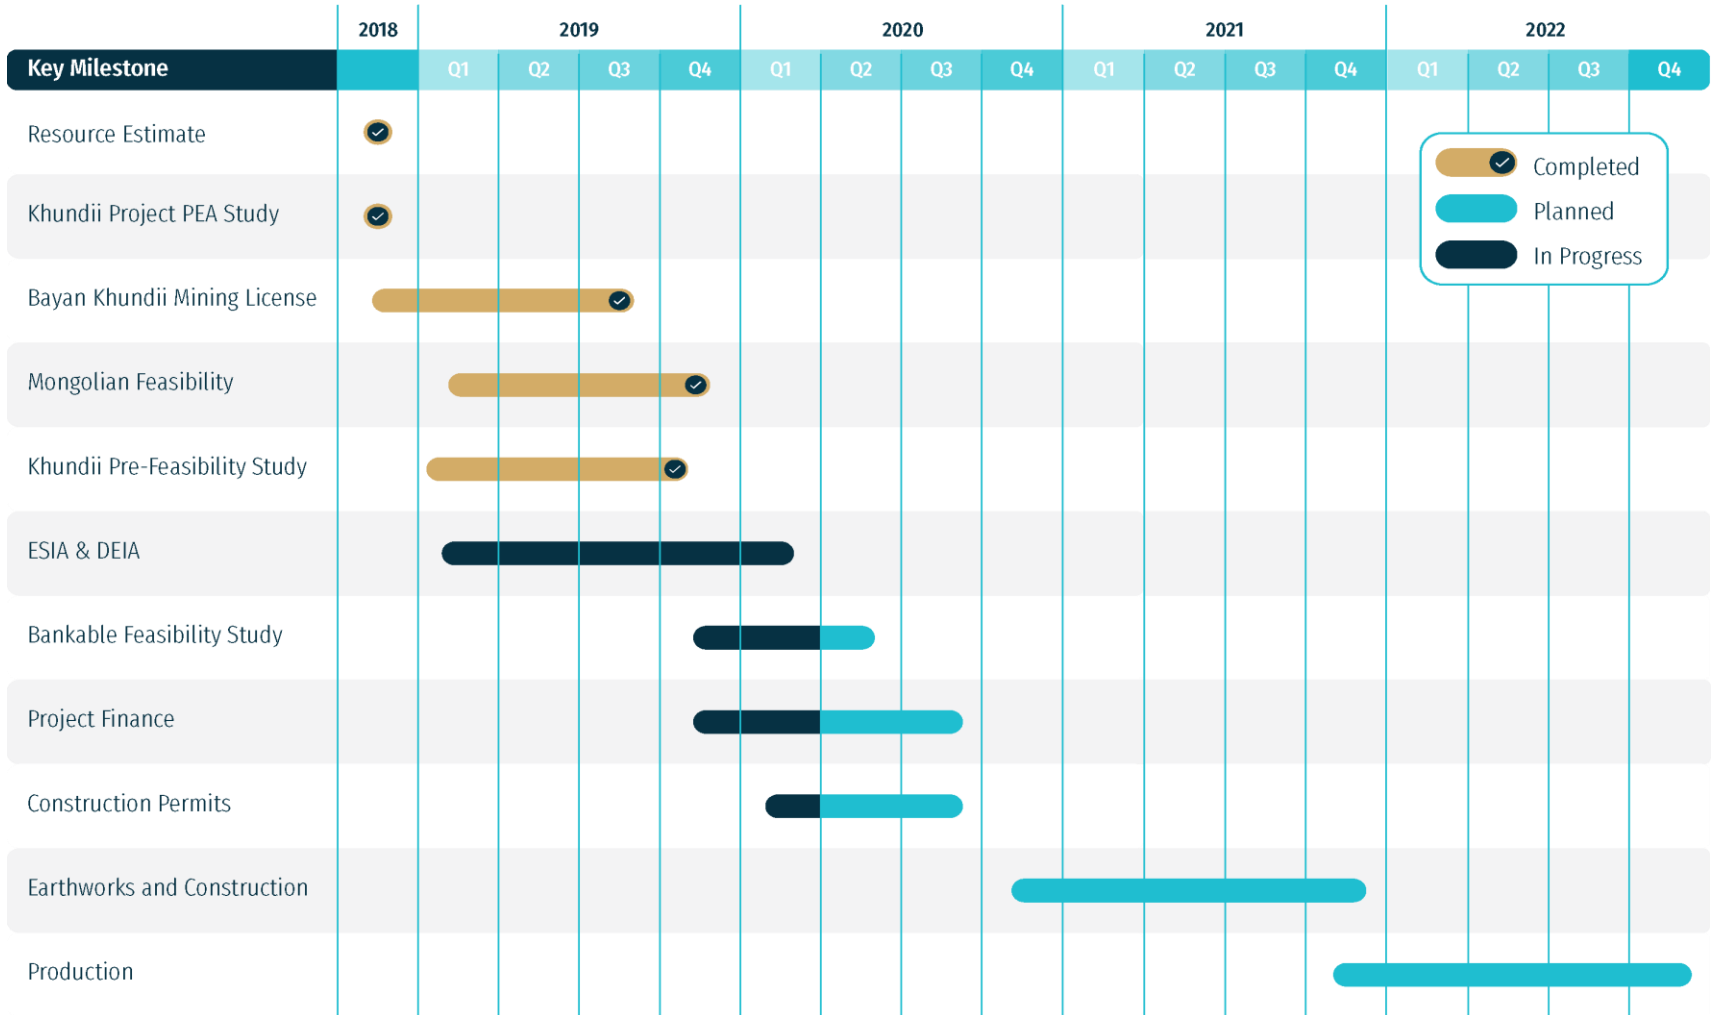 2018 2019 2020 2021 2022
Key Milestone Q1 Q2 Q3 Q4 Q1 Q2 Q3 Q4 Q1 Q2 Q3 Q4 Q1 Q2 Q3 Q4
Resource Estimate
Completed
Khundii Project PEA Study
Planned
In Progress
Bayan Khundii Mining License
Mongolian Feasibility
Khundii Pre-Feasibility Study
ESIA & DEIA
Bankable Feasibility Study
Project Finance
Construction Permits
Earthworks and Construction
Production